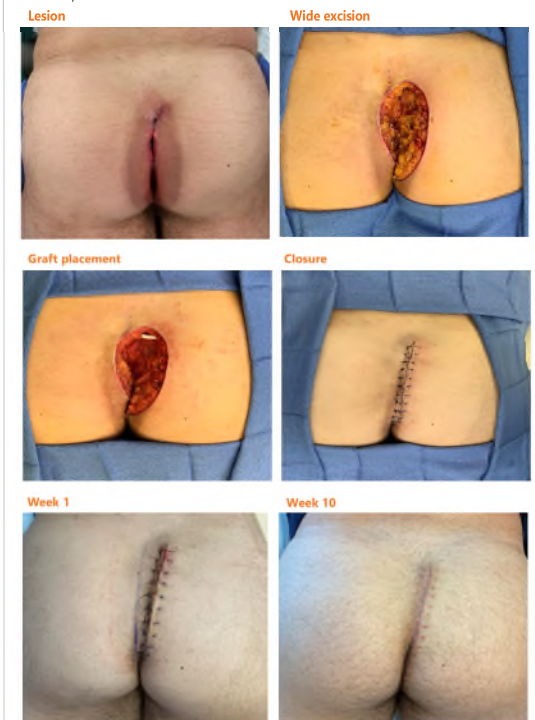 Lesion
Wide excision
Graft placement
Closure
Week 1
Week 10